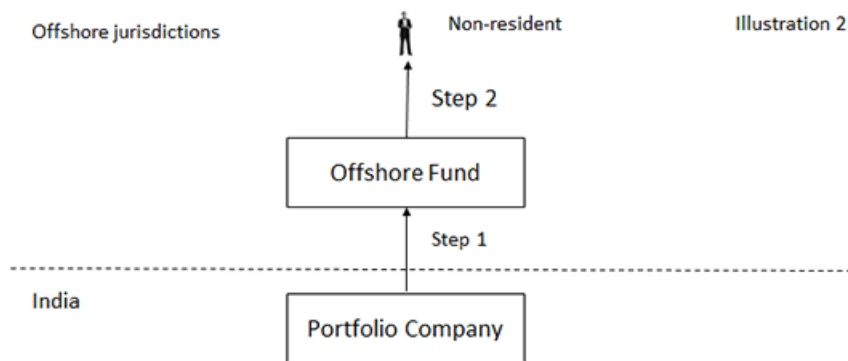 Offshore jurisdictions
Non-resident
Illustration 2
Step 2
Offshore Fund
Step 1
India
Portfolio Company